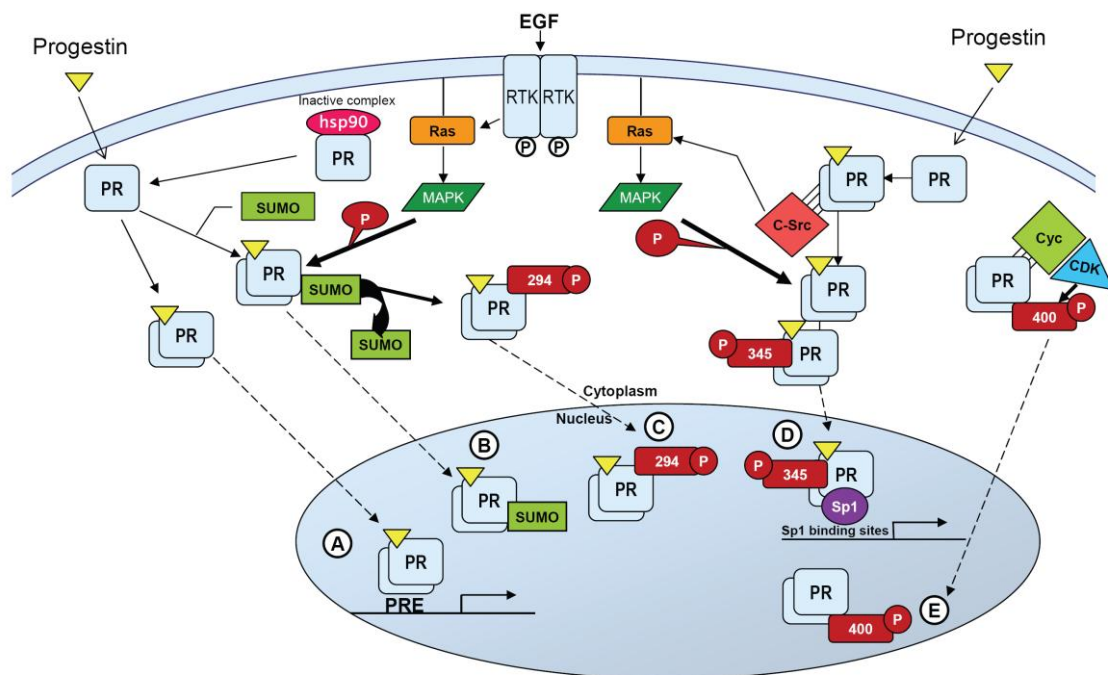 EGF
Progestin
Progestin
Inactive complex
hsp90
PR
RTK
RTK
P
P
Ras
MAPK
Ras
MAPK
PR
SUMO
P
PR
SUMO
SUMO
PR
294
P
PR
P
C-Src
PR
PR
PR
345
P
PR
Cyc
CDK
PR
400
P
Cytoplasm
Nucleus
A
PR
PRE
B
PR
SUMO
C
294
P
PR
D
P
345
PR
Sp1
Sp1 binding sites
PR
400
P
E